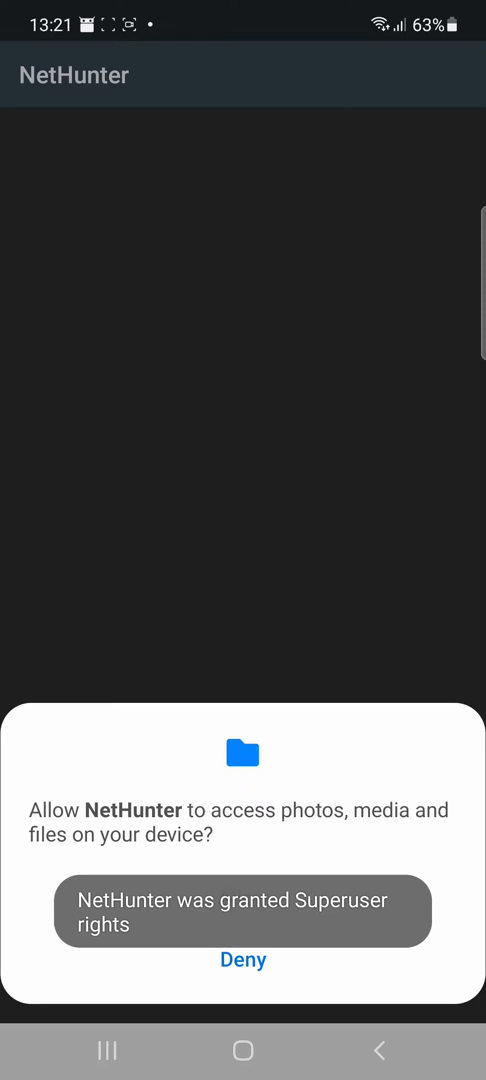 13:21
63%
NetHunter
Allow NetHunter to access photos, media and
files on your device?
NetHunter was granted Superuser
rights
Deny